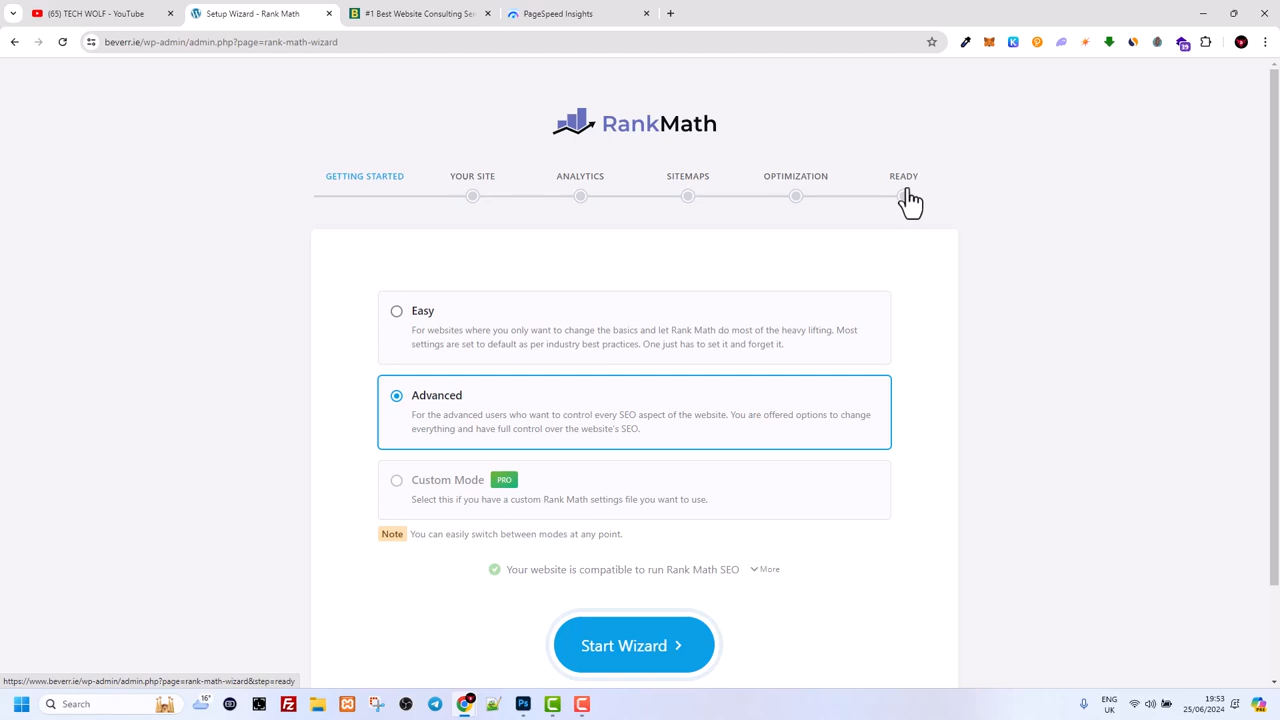 (65) TECH WOLF - YouTube
Setup Wizard - Rank Math
#1 Best Website Consulting Ser
PageSpeed Insights
beverr.ie/wp-admin/admin.php?page=rank-math-wizard
19
RankMath
GETTING STARTED
YOUR SITE
ANALYTICS
SITEMAPS
OPTIMIZATION
READY
Easy
For websites where you only want to change the basics and let Rank Math do most of the heavy lifting. Most
settings are set to default as per industry best practices. One just has to set it and forget it.
Advanced
For the advanced users who want to control every SEO aspect of the website. You are offered options to change
everything and have full control over the website's SEO.
Custom Mode PRO
Select this if you have a custom Rank Math settings file you want to use.
Note You can easily switch between modes at any point.
Your website is compatible to run Rank Math SEO
More
Start Wizard
https://www.beverr.ie/wp-admin/admin.php?page=rank-math-wizard&step=ready
Search
16°
ENG
UK
19:53
25/06/2024